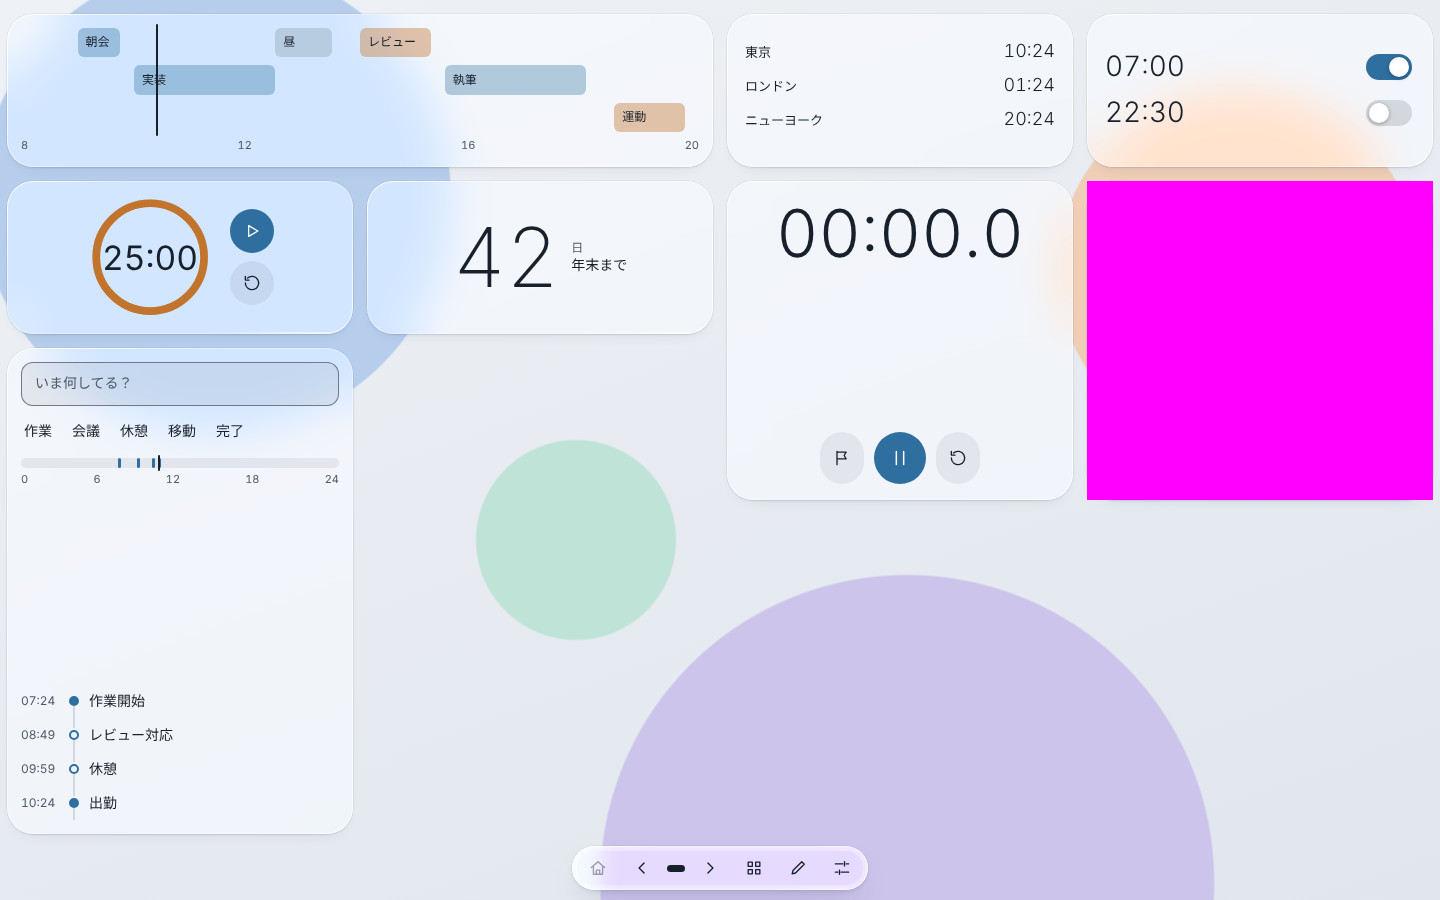 朝会
昼
レビュー
実装
執筆
運動
8 12 16 20
東京 10:24
ロンドン 01:24
ニューヨーク 20:24
07:00
22:30
25:00
42
日
年末まで
00:00.0
いま何してる？
作業 会議 休憩 移動 完了
0 6 12 18 24
07:24 作業開始
08:49 レビュー対応
09:59 休憩
10:24 出勤